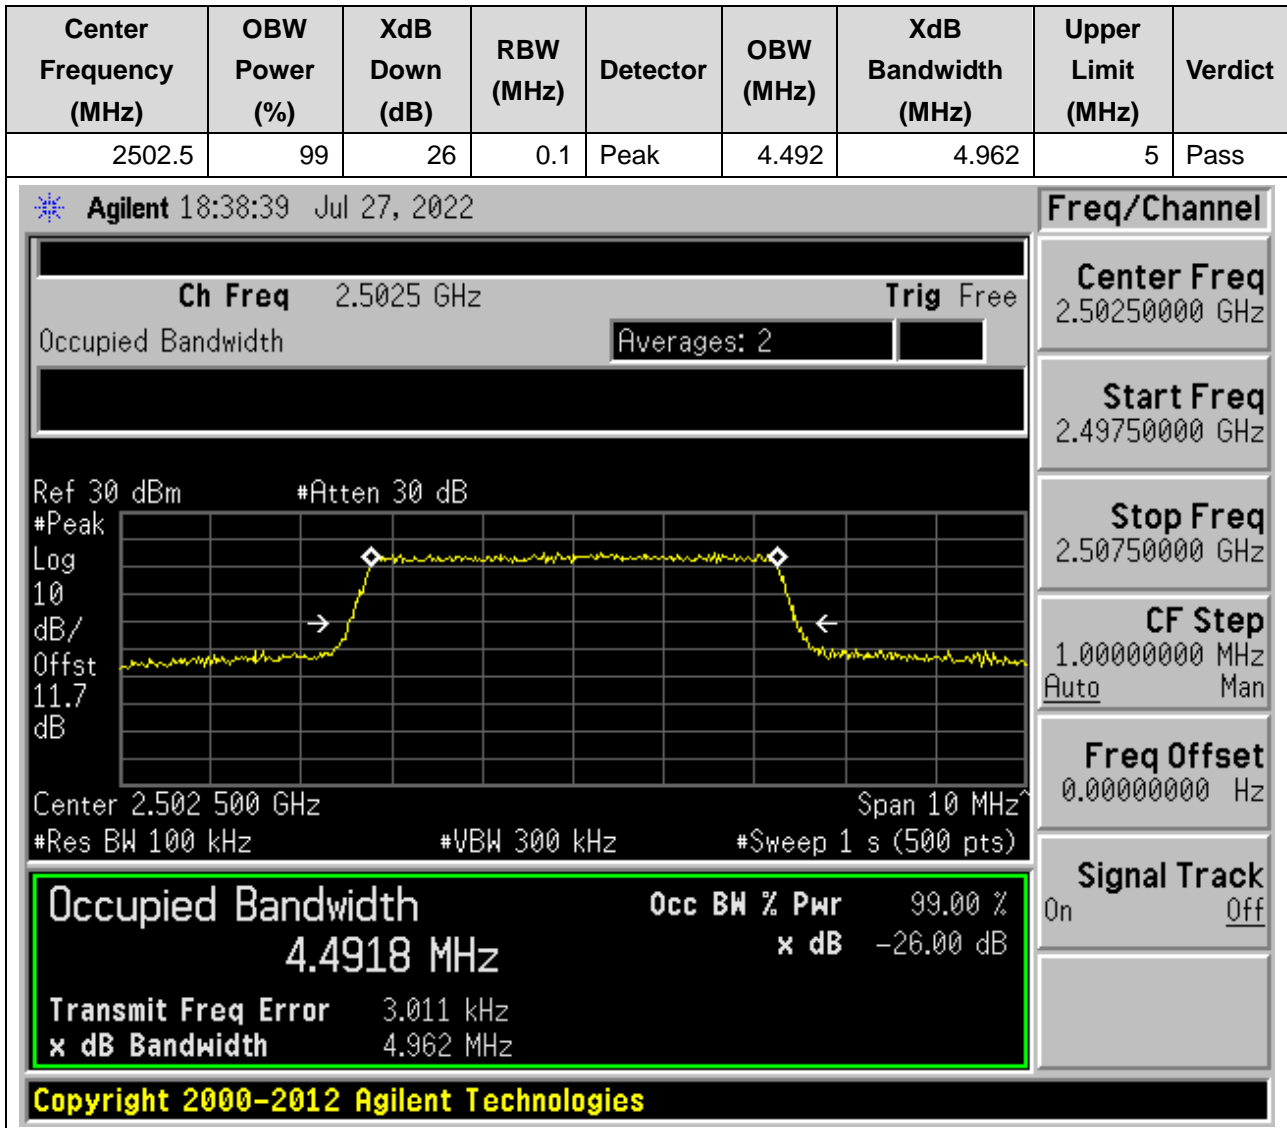 Center Frequency (MHz) OBW Power (%) XdB Down (dB) RBW (MHz) Detector OBW (MHz) XdB Bandwidth (MHz) Upper Limit (MHz) Verdict
2502.5 99 26 0.1 Peak 4.492 4.962 5 Pass
Agilent 18:38:39 Jul 27, 2022 Freq/Channel
Ch Freq 2.5025 GHz Trig Free
Occupied Bandwidth Averages: 2
Center Freq
2.50250000 GHz
Start Freq
2.49750000 GHz
Stop Freq
2.50750000 GHz
CF Step
1.00000000 MHz
Auto Man
Freq Offset
0.00000000 Hz
Signal Track
On Off
Ref 30 dBm #Atten 30 dB
#Peak
Log
10
dB/
Offst
11.7
dB
Center 2.502 500 GHz Span 10 MHz^
#Res BW 100 kHz #VBW 300 kHz #Sweep 1 s (500 pts)
Occupied Bandwidth Occ BW % Pwr 99.00 %
4.4918 MHz x dB -26.00 dB
Transmit Freq Error 3.011 kHz
x dB Bandwidth 4.962 MHz
Copyright 2000-2012 Agilent Technologies